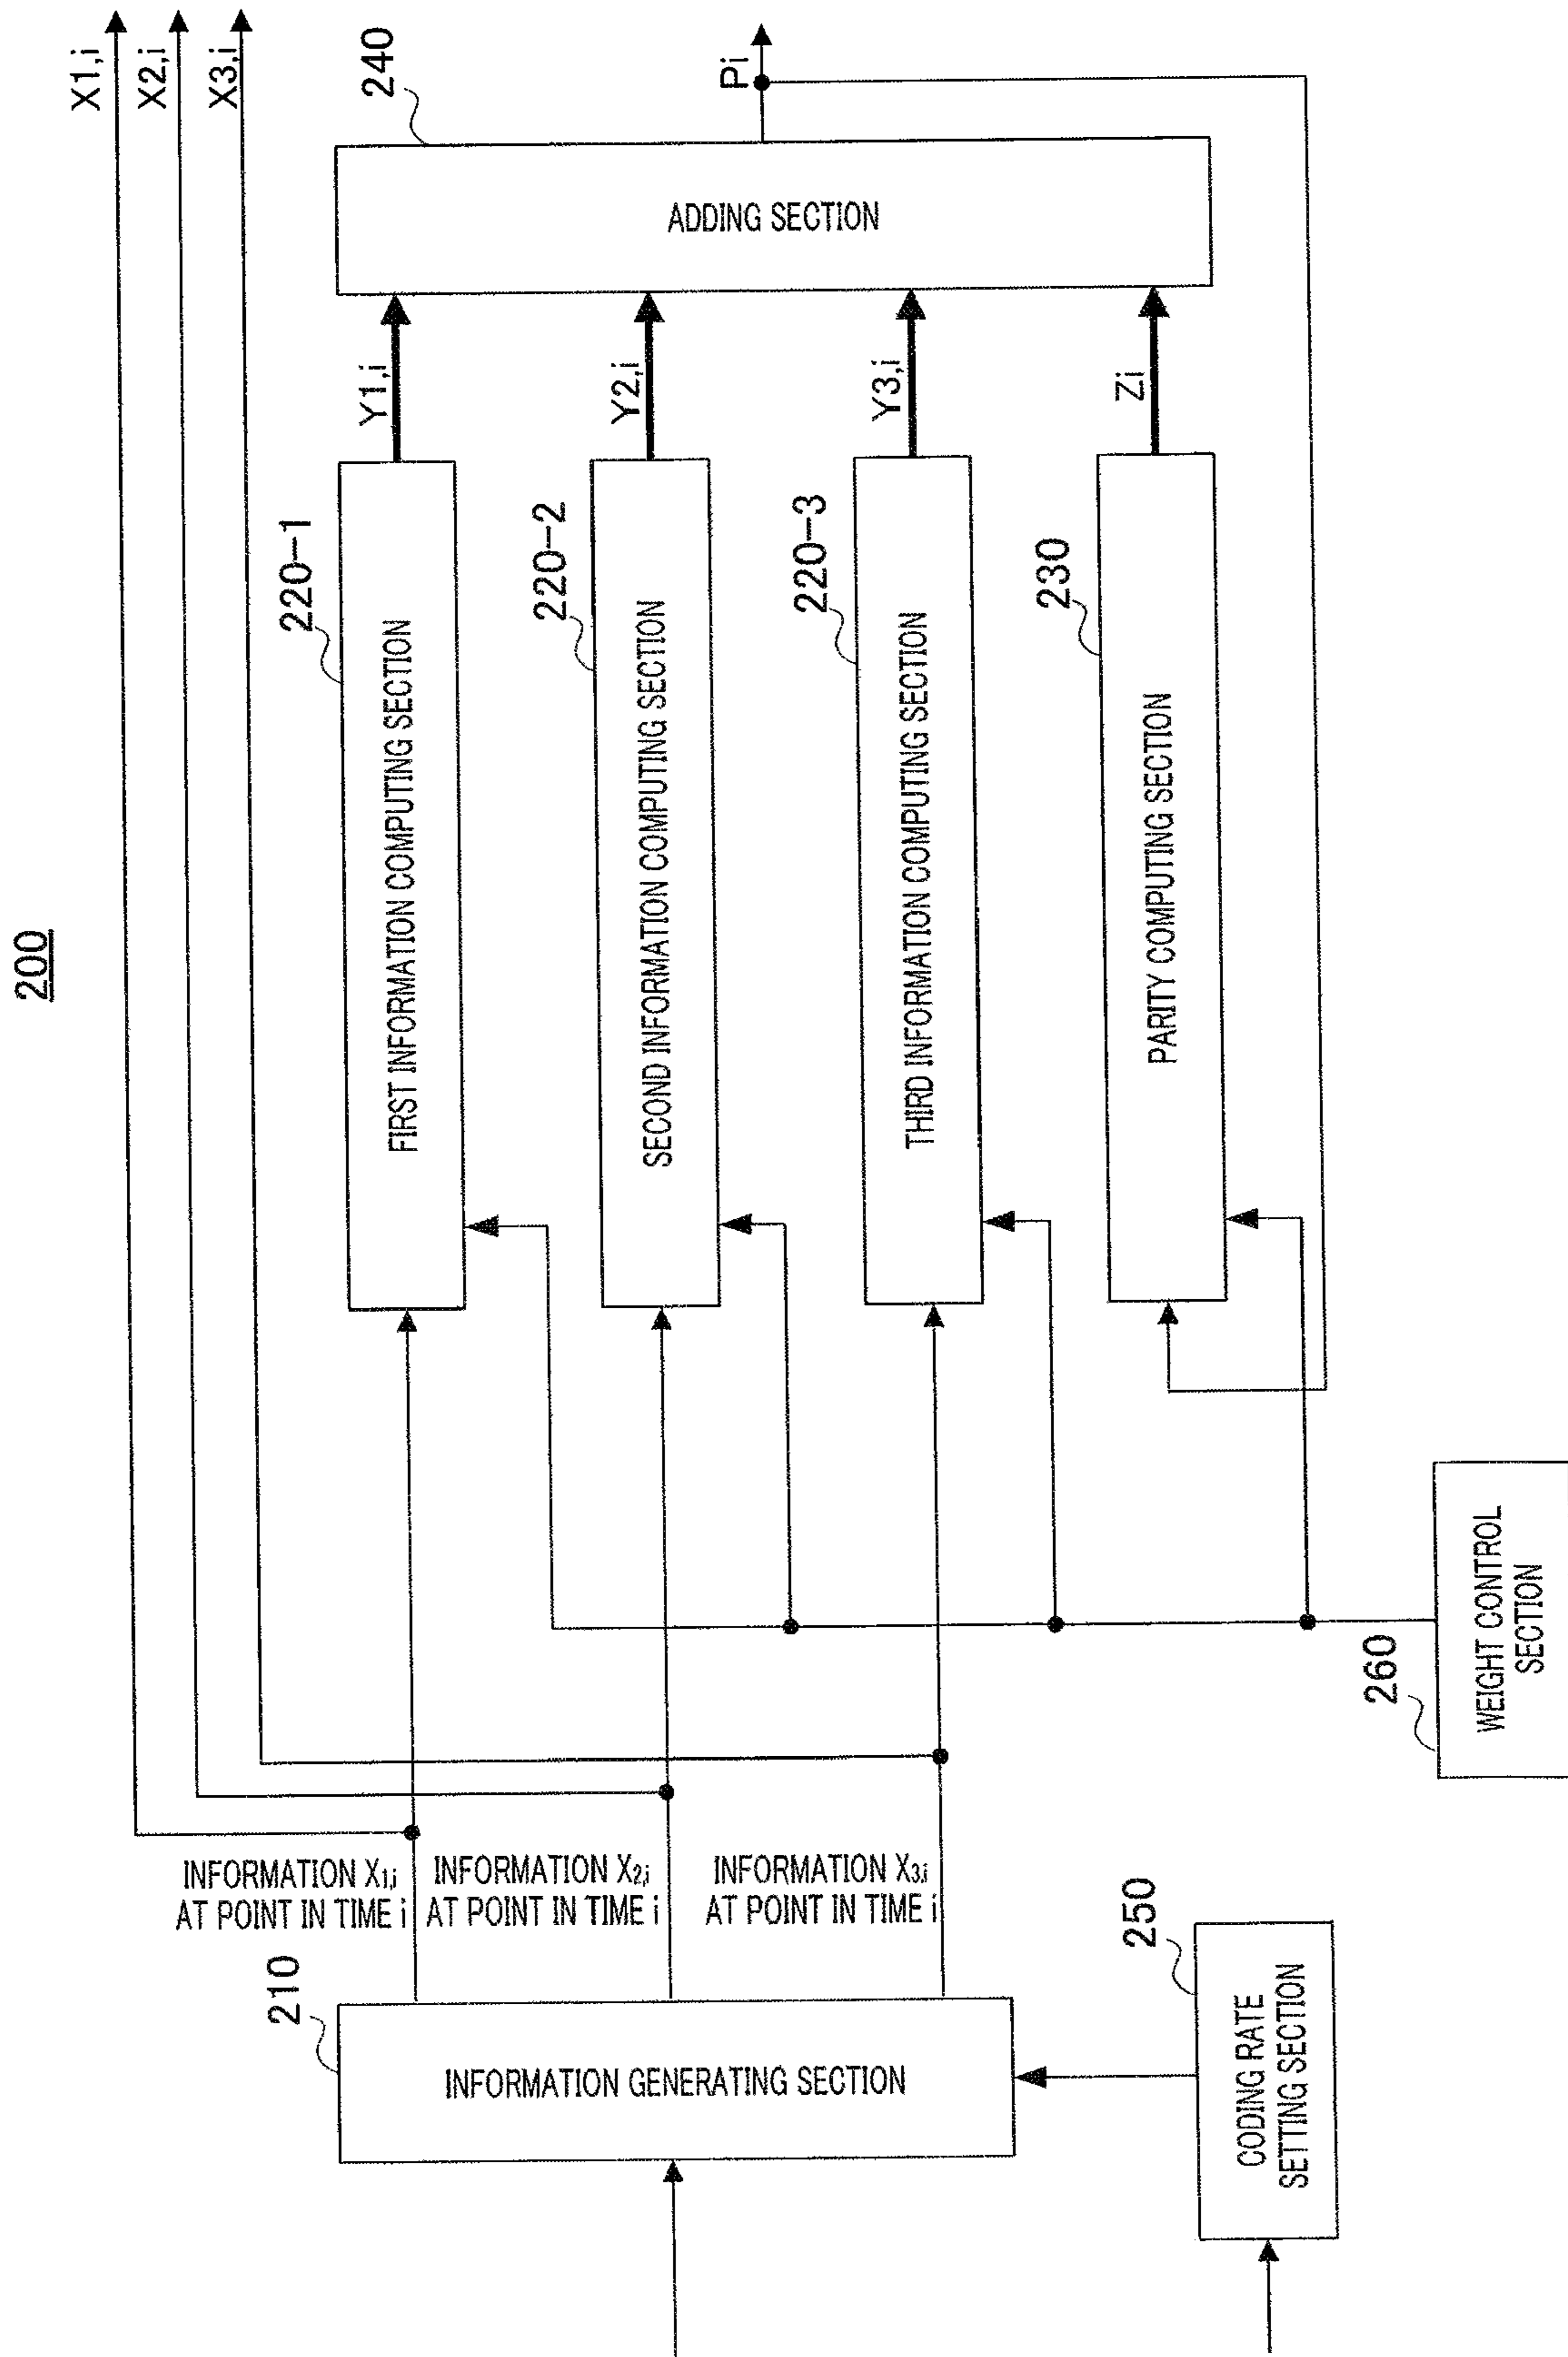 200
X1,i
X2,i
X3,i
240
Pi
ADDING SECTION
Y1,i
Y2,i
Y3,i
Zi
220-1
FIRST INFORMATION COMPUTING SECTION
220-2
SECOND INFORMATION COMPUTING SECTION
220-3
THIRD INFORMATION COMPUTING SECTION
230
PARITY COMPUTING SECTION
INFORMATION X1,i
AT POINT IN TIME i
INFORMATION X2,i
AT POINT IN TIME i
INFORMATION X3,i
AT POINT IN TIME i
210
INFORMATION GENERATING SECTION
250
CODING RATE
SETTING SECTION
260
WEIGHT CONTROL
SECTION